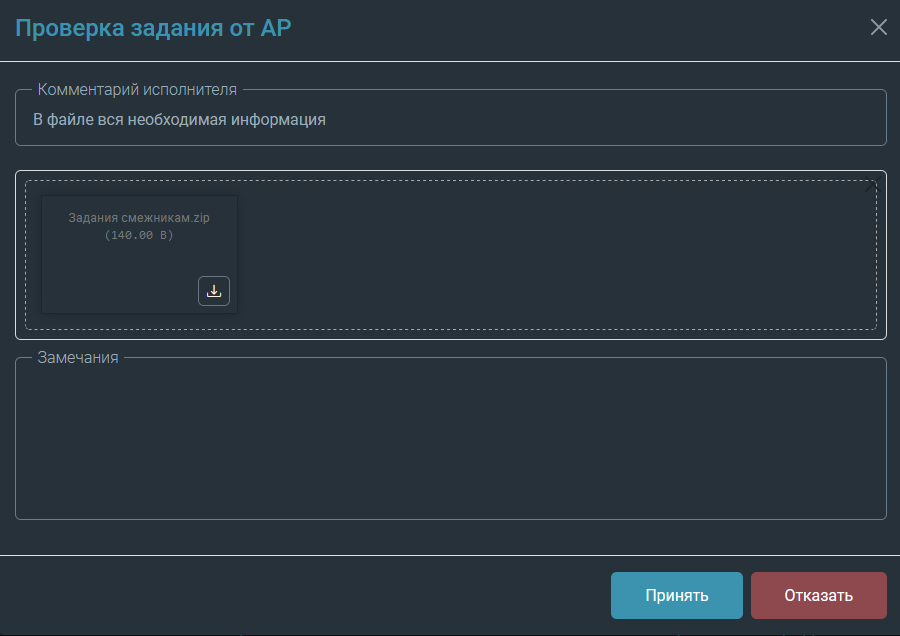 Проверка задания от АР
Комментарий исполнителя
В файле вся необходимая информация
Задания смежникам.zip
(140.00 B)
Замечания
Принять
Отказать